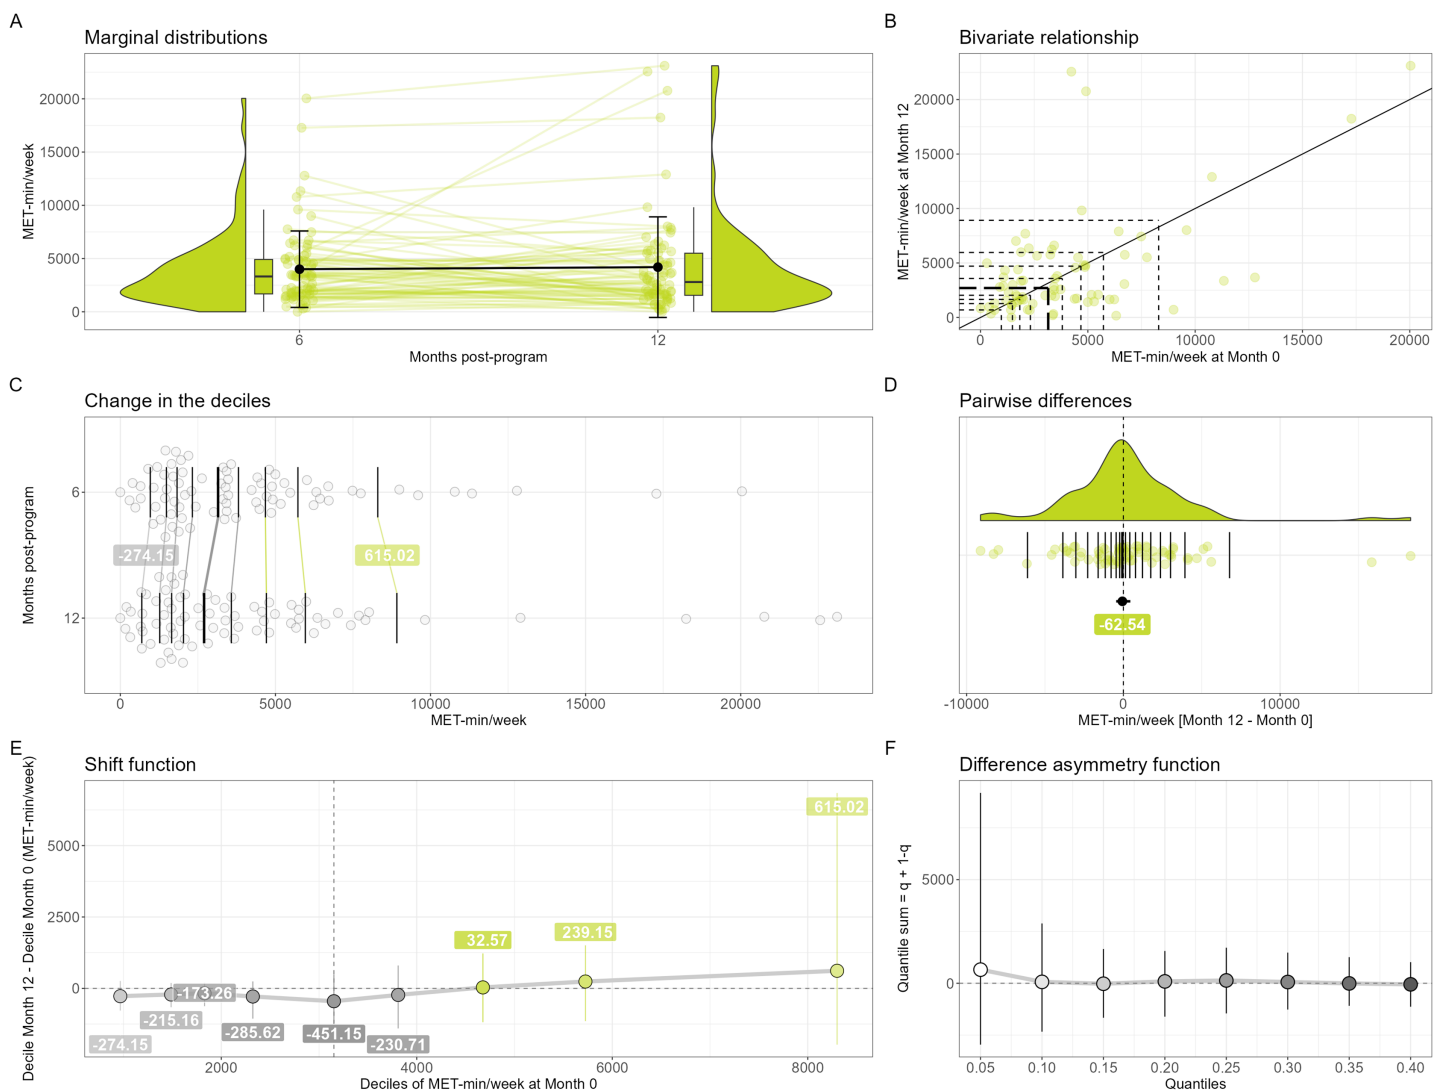 A
Marginal distributions
MET-min/week
20000
15000
10000
5000
0
6
12
Months post-program
B
Bivariate relationship
MET-min/week at Month 12
20000
15000
10000
5000
0
0
5000
10000
15000
20000
MET-min/week at Month 0
C
Change in the deciles
Months post-program
6
-274.15
615.02
12
0
5000
10000
15000
20000
MET-min/week
D
Pairwise differences
-62.54
-10000
0
10000
MET-min/week [Month 12 - Month 0]
E
Shift function
Decile Month 12 - Decile Month 0 (MET-min/week)
5000
2500
0
615.02
32.57
239.15
-173.26
-215.16
-285.62
-451.15
-274.15
-230.71
2000
4000
6000
8000
Deciles of MET-min/week at Month 0
F
Difference asymmetry function
Quantile sum = q + 1-q
5000
0
0.05
0.10
0.15
0.20
0.25
0.30
0.35
0.40
Quantiles